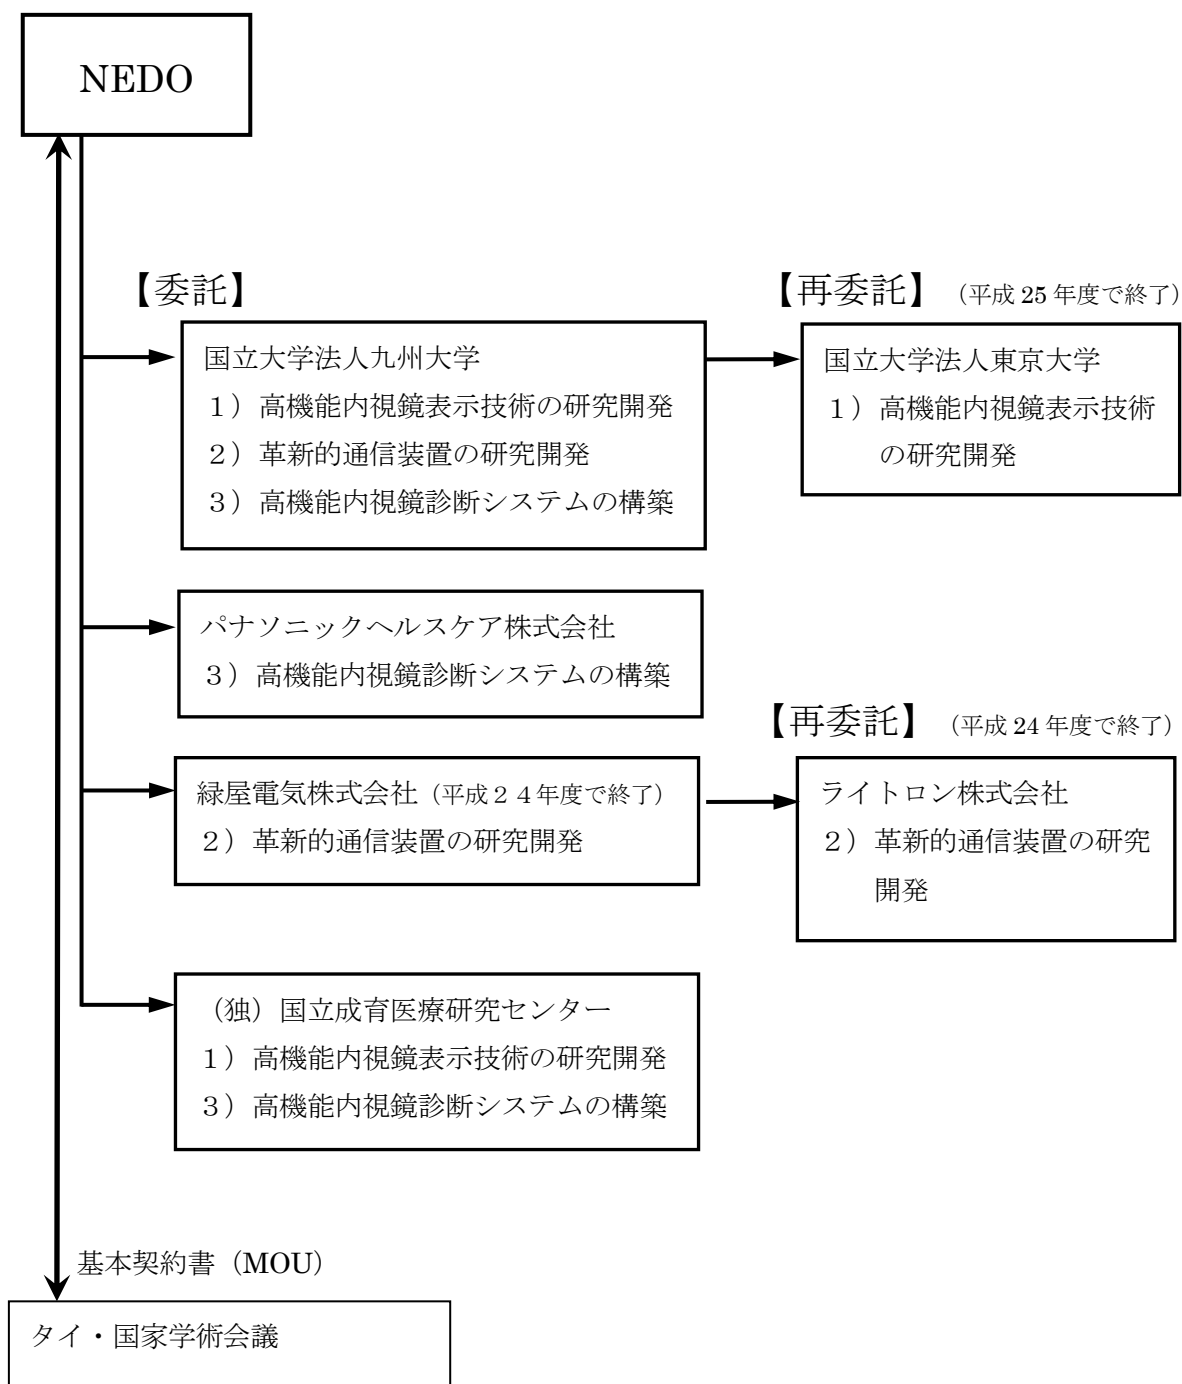 NEDO
【委託】
【再委託】（平成 25 年度で終了）
国立大学法人九州大学
１）高機能内視鏡表示技術の研究開発
２）革新的通信装置の研究開発
３）高機能内視鏡診断システムの構築
国立大学法人東京大学
１）高機能内視鏡表示技術
の研究開発
パナソニックヘルスケア株式会社
３）高機能内視鏡診断システムの構築
【再委託】（平成 24 年度で終了）
緑屋電気株式会社（平成２４年度で終了）
２）革新的通信装置の研究開発
ライトロン株式会社
２）革新的通信装置の研究
開発
（独）国立成育医療研究センター
１）高機能内視鏡表示技術の研究開発
３）高機能内視鏡診断システムの構築
基本契約書（MOU）
タイ・国家学術会議